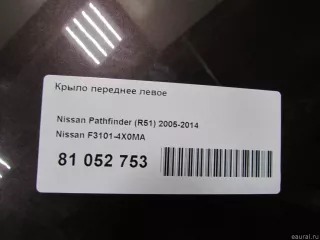 Крыло переднее левое
Nissan Pathfinder (R51) 2005-2014
Nissan F3101-4X0MA
81 052 753
eaural.ru